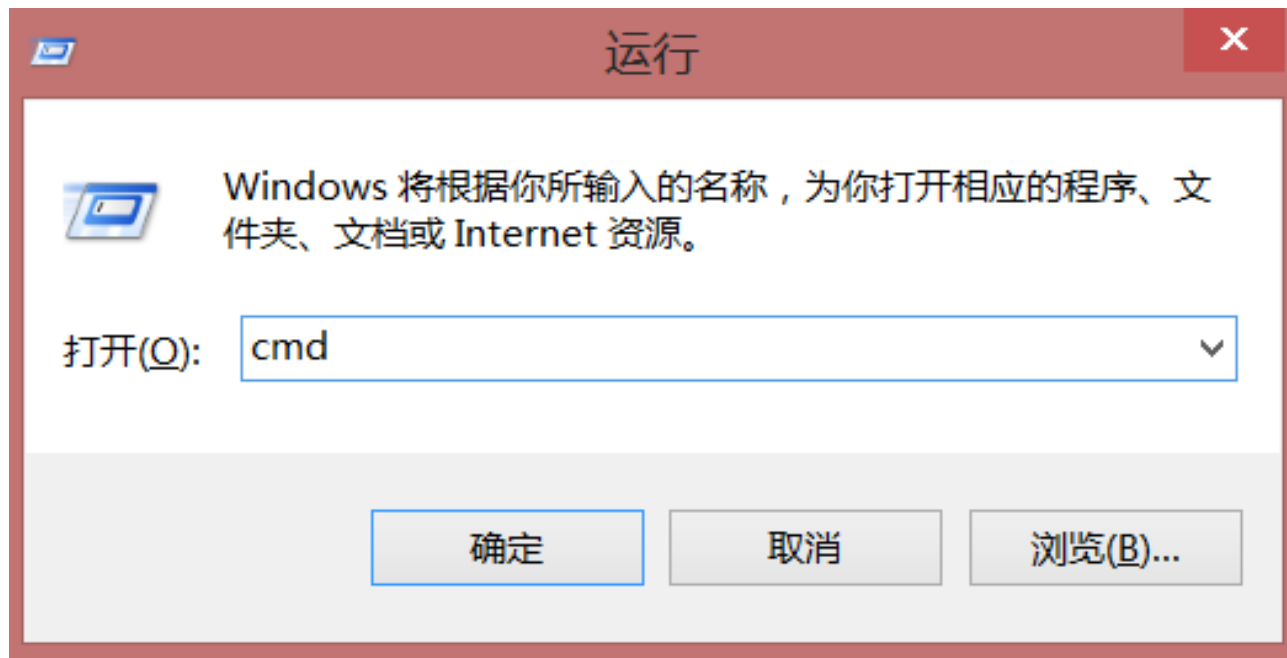 运行
Windows 将根据你所输入的名称，为你打开相应的程序、文
件夹、文档或 Internet 资源。
打开(O): cmd
确定 取消 浏览(B)...